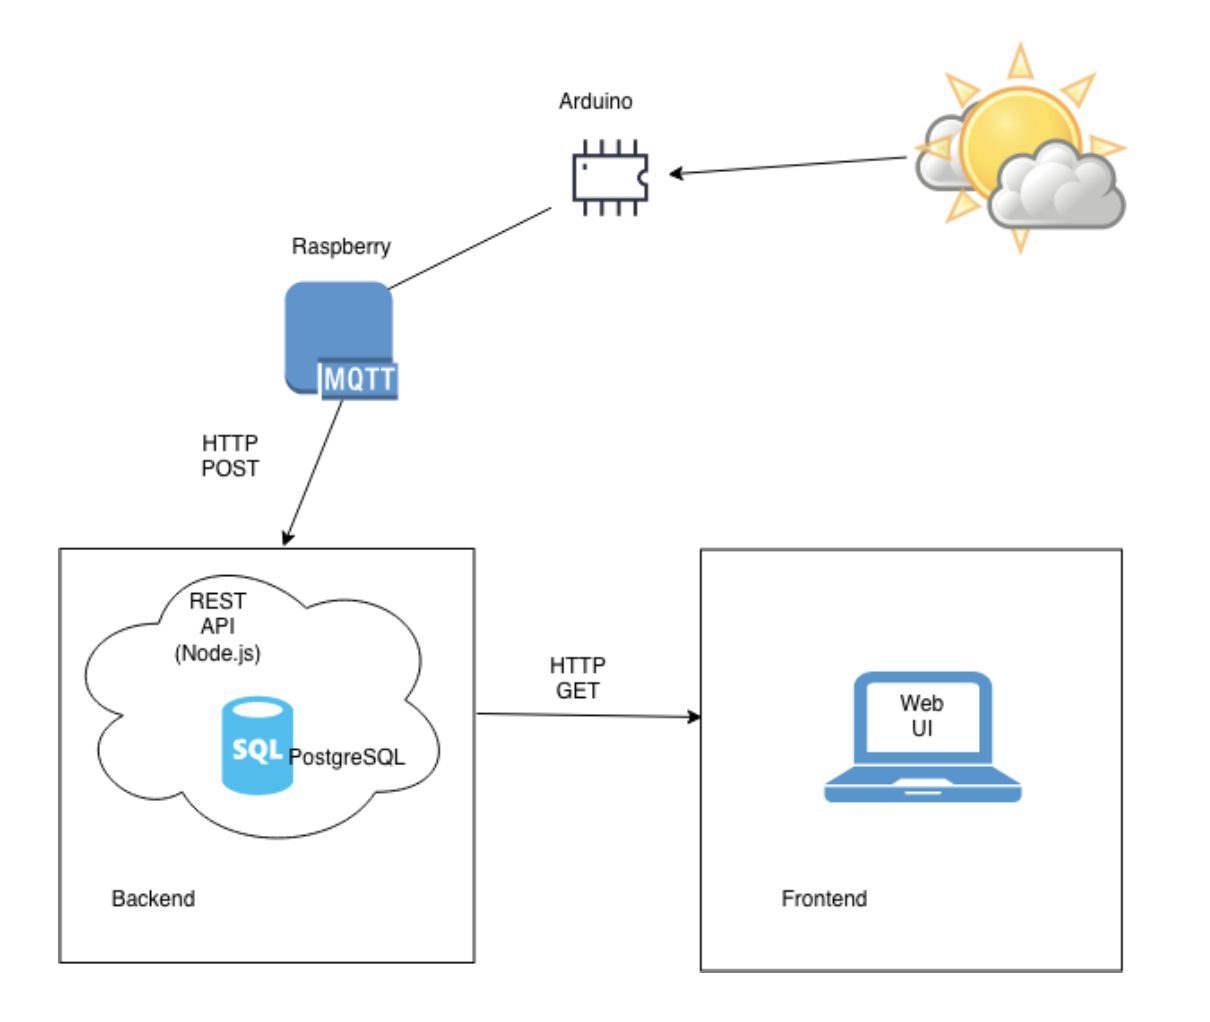 Arduino
Raspberry
MQTT
HTTP
POST
REST
API
(Node.js)
SQL
PostgreSQL
Backend
HTTP
GET
Web
UI
Frontend